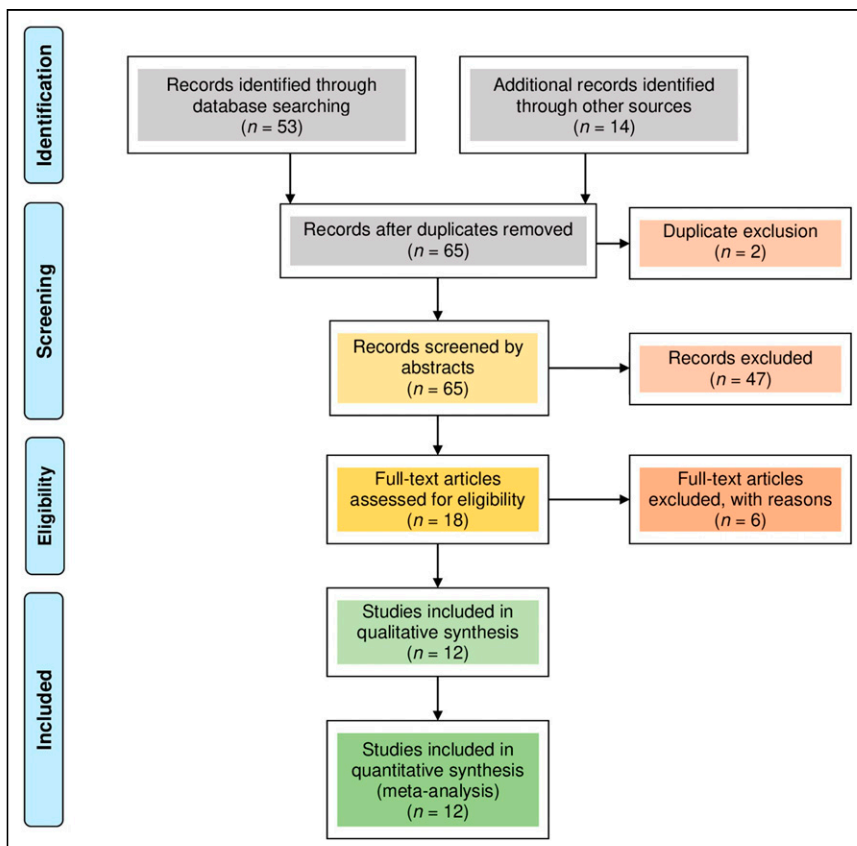 Identification
Records identified through
database searching
(n = 53)
Additional records identified
through other sources
(n = 14)
Screening
Records after duplicates removed
(n = 65)
Duplicate exclusion
(n = 2)
Records screened by
abstracts
(n = 65)
Records excluded
(n = 47)
Eligibility
Full-text articles
assessed for eligibility
(n = 18)
Full-text articles
excluded, with reasons
(n = 6)
Included
Studies included in
qualitative synthesis
(n = 12)
Studies included in
quantitative synthesis
(meta-analysis)
(n = 12)